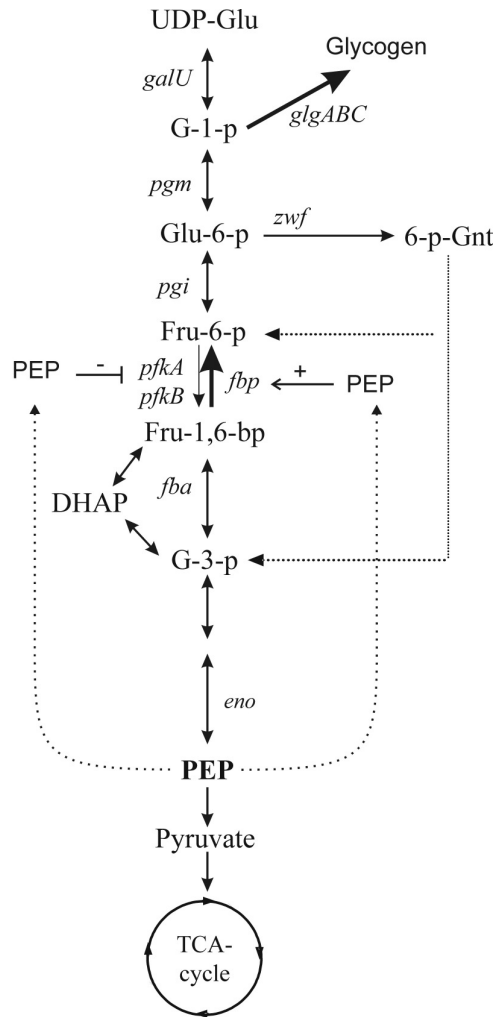 UDP-Glu
Glycogen
galU
glgABC
G-1-p
pgm
zwf
Glu-6-p
6-p-Gnt
pgi
Fru-6-p
PEP
-
pfkA
pfkB
fbp
+
PEP
Fru-1,6-bp
fba
DHAP
G-3-p
eno
PEP
Pyruvate
TCA-
cycle